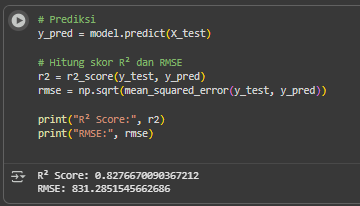 # Prediksi
y_pred = model.predict(X_test)
# Hitung skor R² dan RMSE
r2 = r2_score(y_test, y_pred)
rmse = np.sqrt(mean_squared_error(y_test, y_pred))
print("R² Score:", r2)
print("RMSE:", rmse)
R² Score: 0.8276670090367212
RMSE: 831.2851545662686